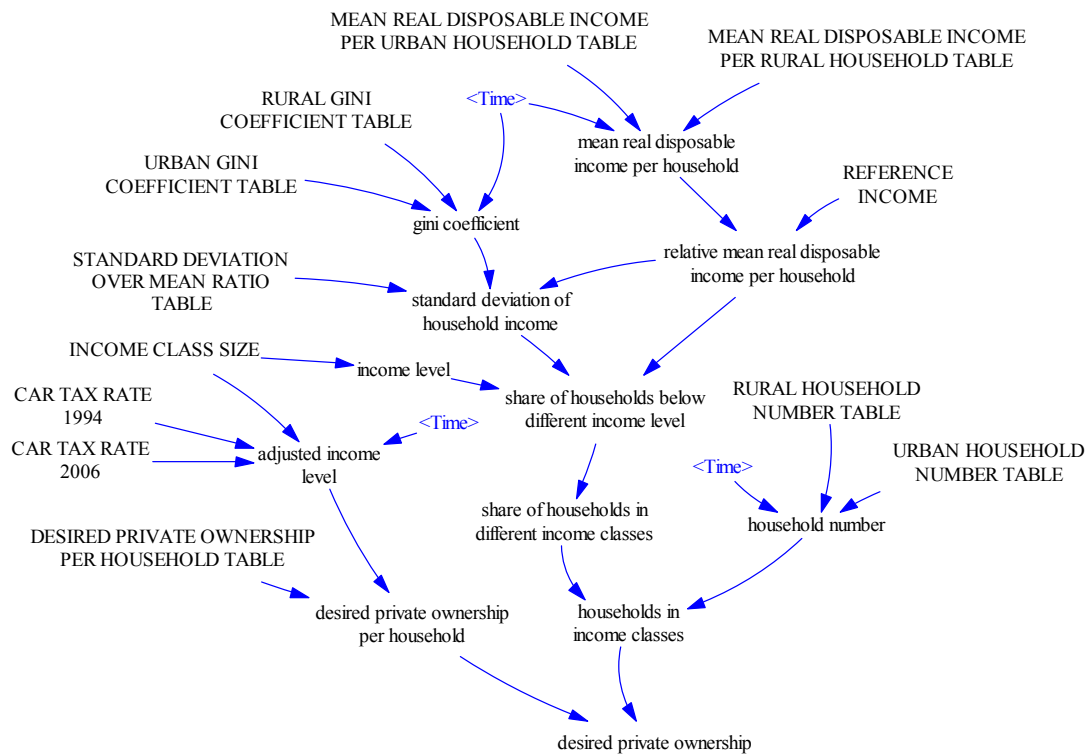 MEAN REAL DISPOSABLE INCOME
PER URBAN HOUSEHOLD TABLE
MEAN REAL DISPOSABLE INCOME
PER RURAL HOUSEHOLD TABLE
RURAL GINI
COEFFICIENT TABLE
<Time>
mean real disposable
income per household
URBAN GINI
COEFFICIENT TABLE
REFERENCE
INCOME
gini coefficient
STANDARD DEVIATION
OVER MEAN RATIO
TABLE
relative mean real disposable
income per household
standard deviation of
household income
INCOME CLASS SIZE
income level
share of households below
different income level
RURAL HOUSEHOLD
NUMBER TABLE
CAR TAX RATE
1994
<Time>
CAR TAX RATE
2006
adjusted income
level
<Time>
URBAN HOUSEHOLD
NUMBER TABLE
share of households in
different income classes
household number
DESIRED PRIVATE OWNERSHIP
PER HOUSEHOLD TABLE
desired private ownership
per household
households in
income classes
desired private ownership